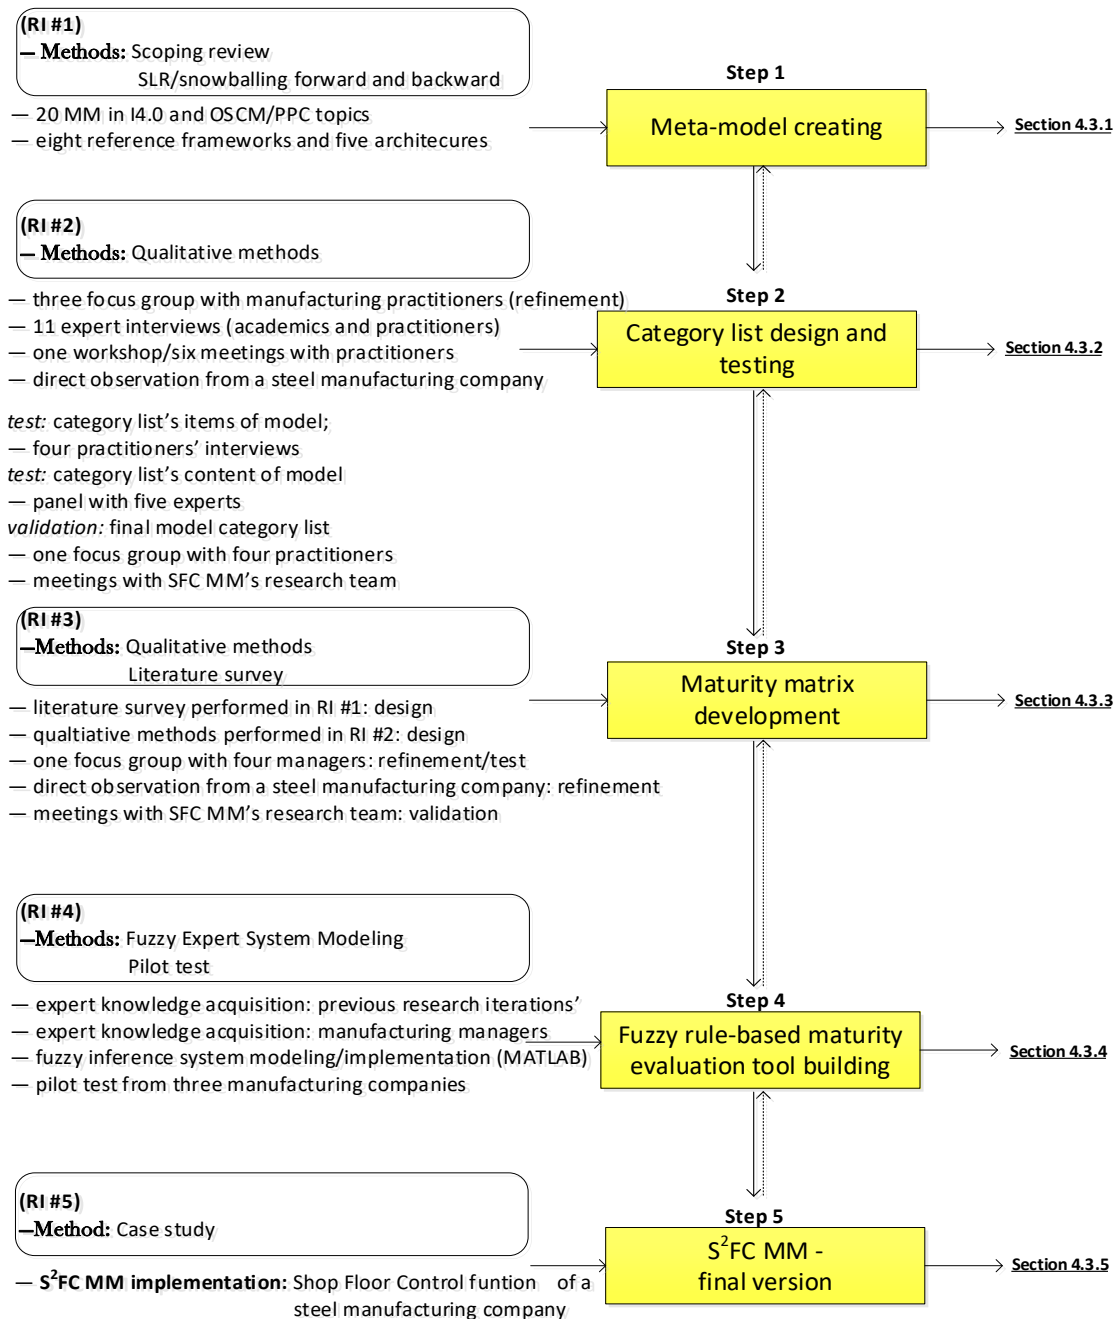 (RI #1)
— Methods: Scoping review
SLR/snowballing forward and backward
— 20 MM in I4.0 and OSCM/PPC topics
— eight reference frameworks and five architecures
Step 1
Meta-model creating
Section 4.3.1
(RI #2)
— Methods: Qualitative methods
— three focus group with manufacturing practitioners (refinement)
— 11 expert interviews (academics and practitioners)
— one workshop/six meetings with practitioners
— direct observation from a steel manufacturing company
Step 2
Category list design and
testing
Section 4.3.2
test: category list's items of model;
— four practitioners' interviews
test: category list's content of model
— panel with five experts
validation: final model category list
— one focus group with four practitioners
— meetings with SFC MM's research team
(RI #3)
—Methods: Qualitative methods
Literature survey
— literature survey performed in RI #1: design
— qualtiative methods performed in RI #2: design
— one focus group with four managers: refinement/test
— direct observation from a steel manufacturing company: refinement
— meetings with SFC MM's research team: validation
Step 3
Maturity matrix
development
Section 4.3.3
(RI #4)
—Methods: Fuzzy Expert System Modeling
Pilot test
— expert knowledge acquisition: previous research iterations'
— expert knowledge acquisition: manufacturing managers
— fuzzy inference system modeling/implementation (MATLAB)
— pilot test from three manufacturing companies
Step 4
Fuzzy rule-based maturity
evaluation tool building
Section 4.3.4
(RI #5)
—Method: Case study
— S²FC MM implementation: Shop Floor Control funtion of a
steel manufacturing company
Step 5
S²FC MM -
final version
Section 4.3.5